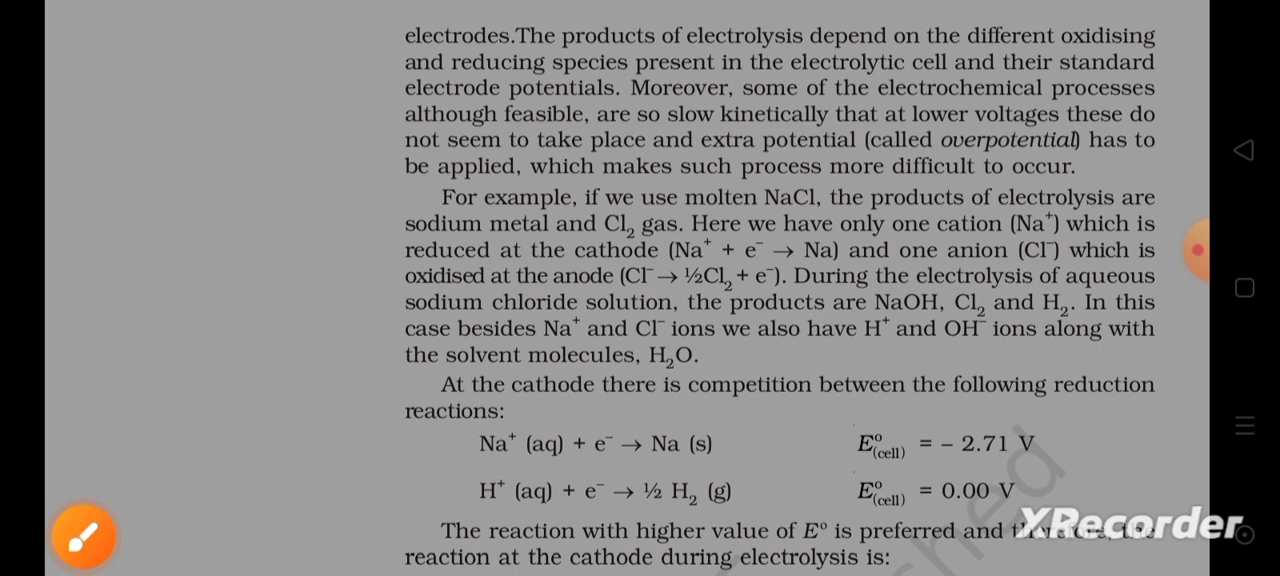 electrodes.The products of electrolysis depend on the different oxidising
and reducing species present in the electrolytic cell and their standard
electrode potentials. Moreover, some of the electrochemical processes
although feasible, are so slow kinetically that at lower voltages these do
not seem to take place and extra potential (called overpotential) has to
be applied, which makes such process more difficult to occur.
For example, if we use molten NaCl, the products of electrolysis are
sodium metal and Cl₂ gas. Here we have only one cation (Na⁺) which is
reduced at the cathode (Na⁺ + e⁻ → Na) and one anion (Cl⁻) which is
oxidised at the anode (Cl⁻ → ½Cl₂ + e⁻). During the electrolysis of aqueous
sodium chloride solution, the products are NaOH, Cl₂ and H₂. In this
case besides Na⁺ and Cl⁻ ions we also have H⁺ and OH⁻ ions along with
the solvent molecules, H₂O.
At the cathode there is competition between the following reduction
reactions:
Na⁺ (aq) + e⁻ → Na (s) E°(cell) = – 2.71 V
H⁺ (aq) + e⁻ → ½ H₂ (g) E°(cell) = 0.00 V
The reaction with higher value of E° is preferred and
XRecorder
reaction at the cathode during electrolysis is: